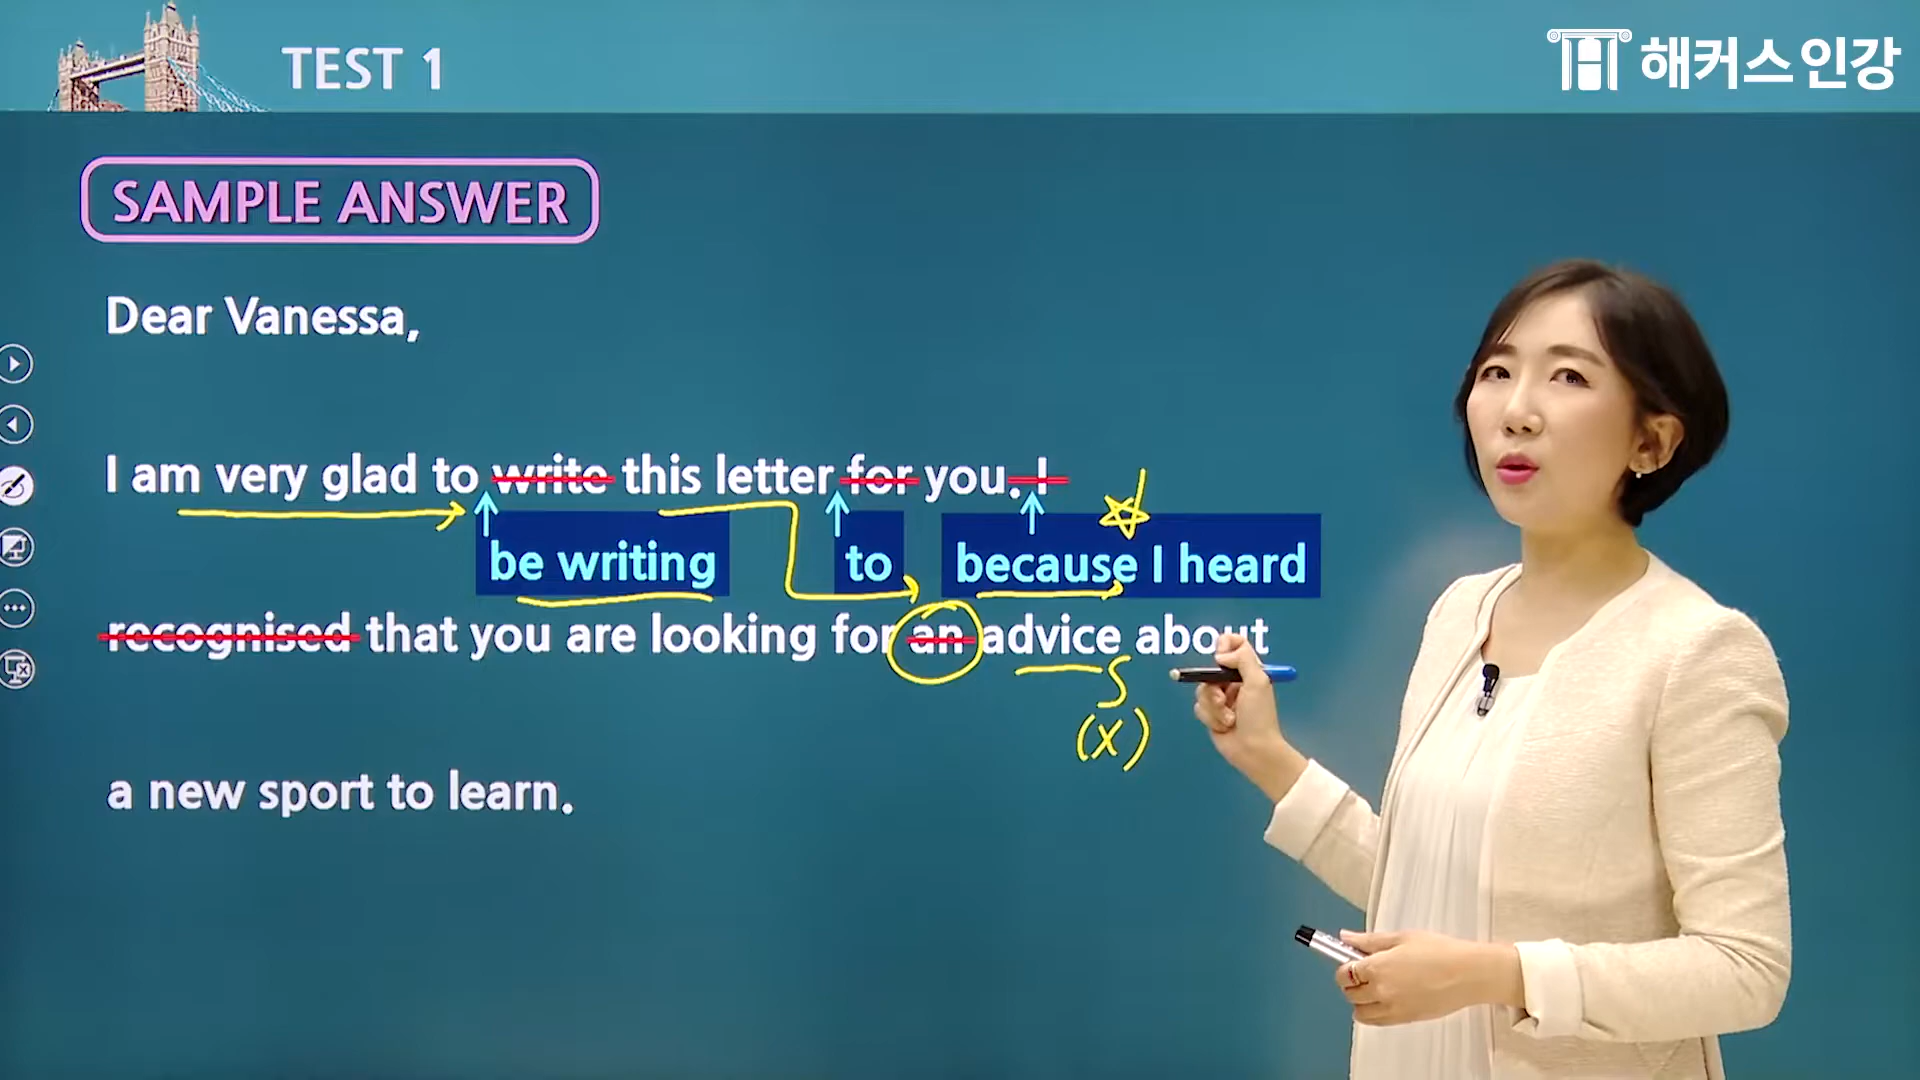 TEST 1
해커스인강
SAMPLE ANSWER
Dear Vanessa,
I am very glad to write this letter for you. I
be writing to because I heard
recognised that you are looking for an advice about
s
(x)
a new sport to learn.